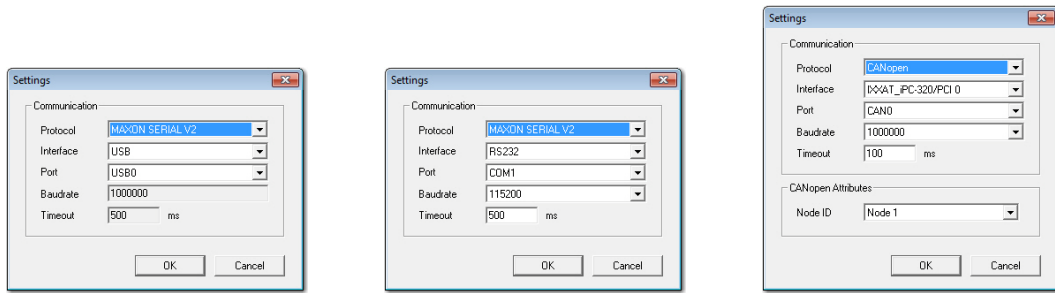 Settings
Communication
Protocol MAXON SERIAL V2
Interface USB
Port USB0
Baudrate 1000000
Timeout 500 ms
OK Cancel
Settings
Communication
Protocol MAXON SERIAL V2
Interface RS232
Port COM1
Baudrate 115200
Timeout 500 ms
OK Cancel
Settings
Communication
Protocol CANopen
Interface IXXAT_iPC-320/PCI 0
Port CAN0
Baudrate 1000000
Timeout 100 ms
CANopen Attributes
Node ID Node 1
OK Cancel